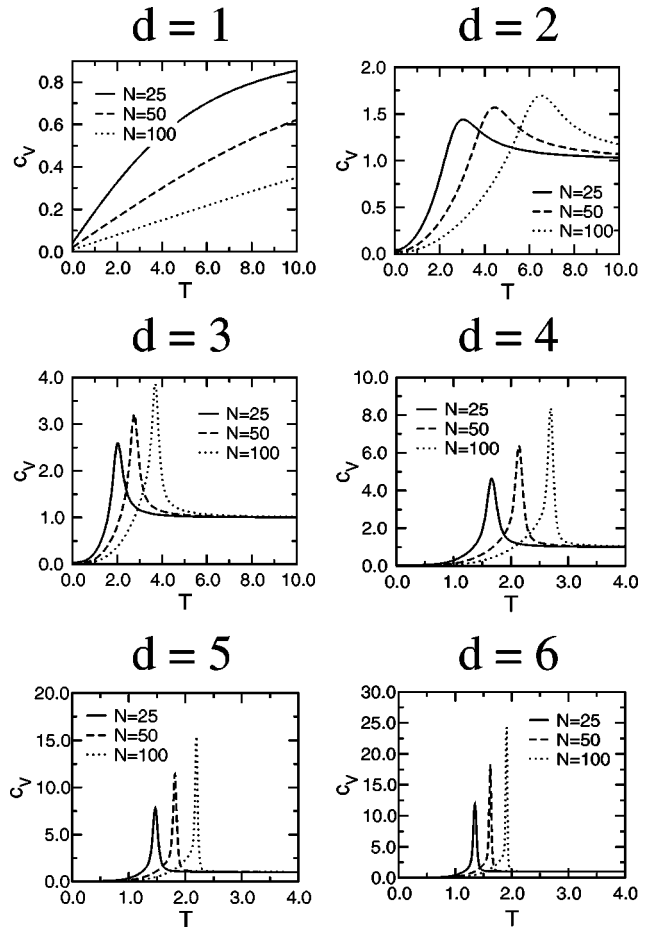 d = 1
d = 2
0.8
0.6
0.4
0.2
0.0
c_V
N=25
N=50
N=100
0.0 2.0 4.0 6.0 8.0 10.0
T
2.0
1.5
1.0
0.5
0.0
c_V
N=25
N=50
N=100
0.0 2.0 4.0 6.0 8.0 10.0
T
d = 3
d = 4
4.0
3.0
2.0
1.0
0.0
c_V
N=25
N=50
N=100
0.0 2.0 4.0 6.0 8.0 10.0
T
10.0
8.0
6.0
4.0
2.0
0.0
c_V
N=25
N=50
N=100
0.0 1.0 2.0 3.0 4.0
T
d = 5
d = 6
20.0
15.0
10.0
5.0
0.0
c_V
N=25
N=50
N=100
0.0 1.0 2.0 3.0 4.0
T
30.0
25.0
20.0
15.0
10.0
5.0
0.0
c_V
N=25
N=50
N=100
0.0 1.0 2.0 3.0 4.0
T